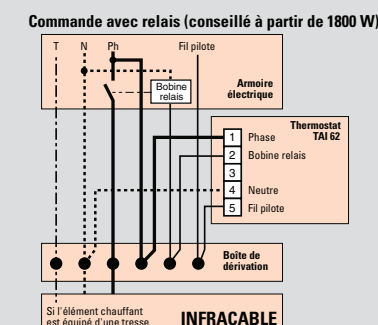 Commande avec relais (conseillé à partir de 1800 W)
T N Ph Fil pilote
Bobine
relais
Armoire
électrique
Thermostat
TAI 62
1 Phase
2 Bobine relais
3
4 Neutre
5 Fil pilote
Boîte de
dérivation
Si l'élément chauffant
est équipé d'une tresse
INFRACABLE